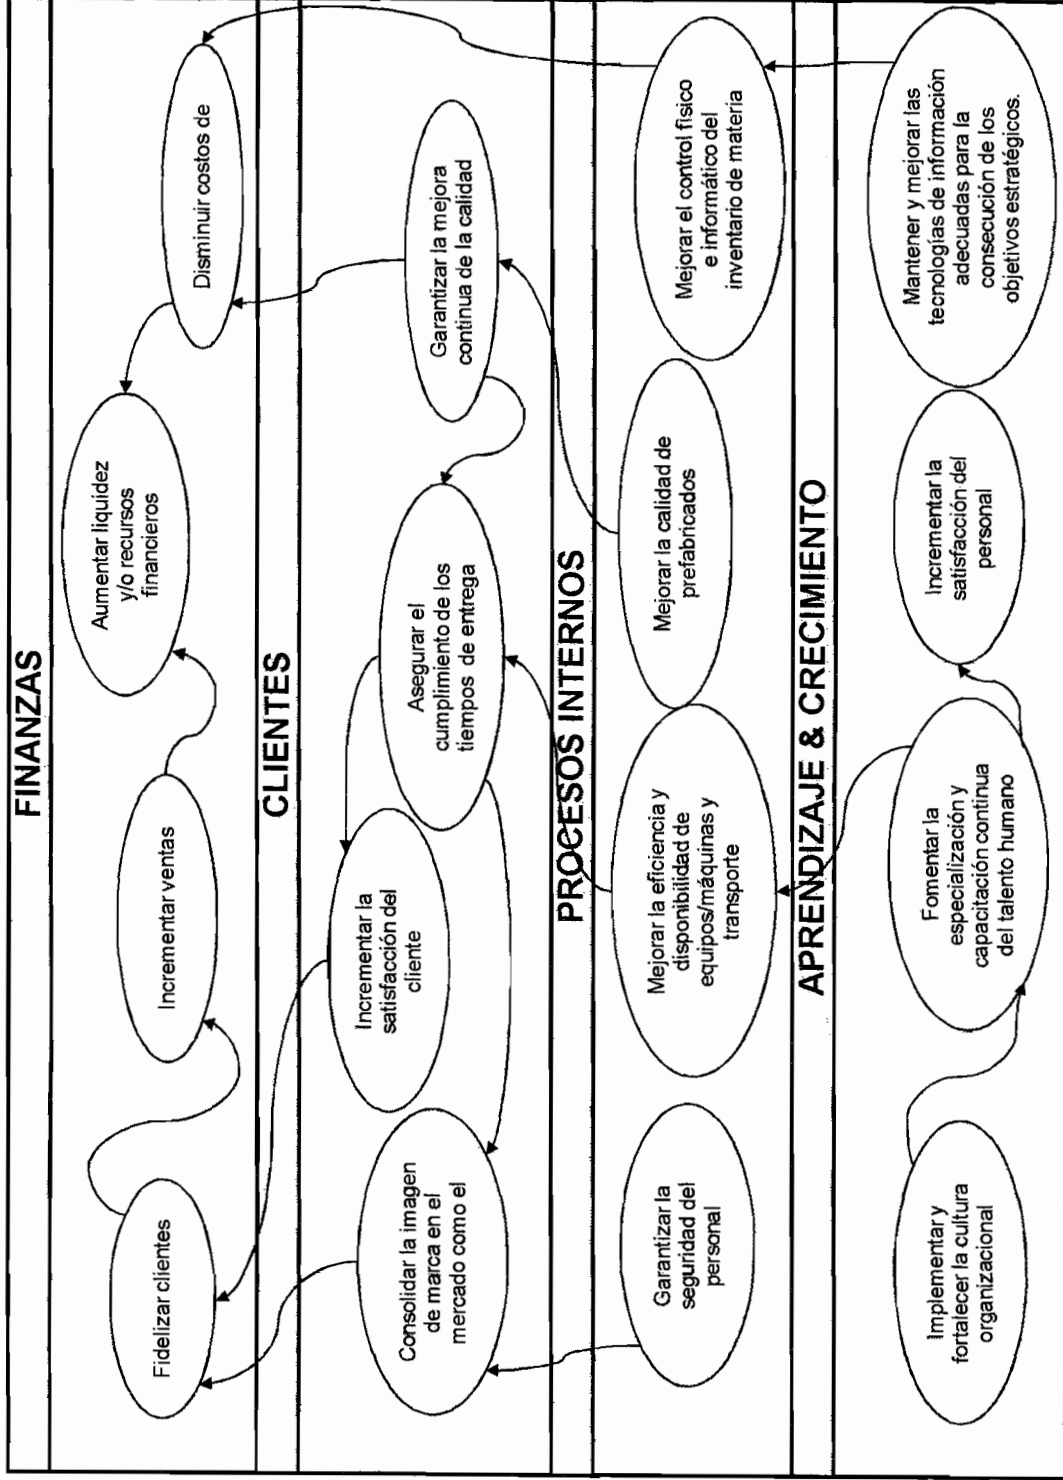 FINANZAS
Fidelizar clientes
Incrementar ventas
Aumentar liquidez
y/o recursos
financieros
Disminuir costos de
CLIENTES
Consolidar la imagen
de marca en el
mercado como el
Incrementar la
satisfacción del
cliente
Asegurar el
cumplimiento de los
tiempos de entrega
Garantizar la mejora
continua de la calidad
PROCESOS INTERNOS
Garantizar la
seguridad del
personal
Mejorar la eficiencia y
disponibilidad de
equipos/máquinas y
transporte
Mejorar la calidad de
prefabricados
Mejorar el control físico
e informático del
inventario de materia
APRENDIZAJE & CRECIMIENTO
Implementar y
fortalecer la cultura
organizacional
Fomentar la
especialización y
capacitación continua
del talento humano
Incrementar la
satisfacción del
personal
Mantener y mejorar las
tecnologías de información
adecuadas para la
consecución de los
objetivos estratégicos.